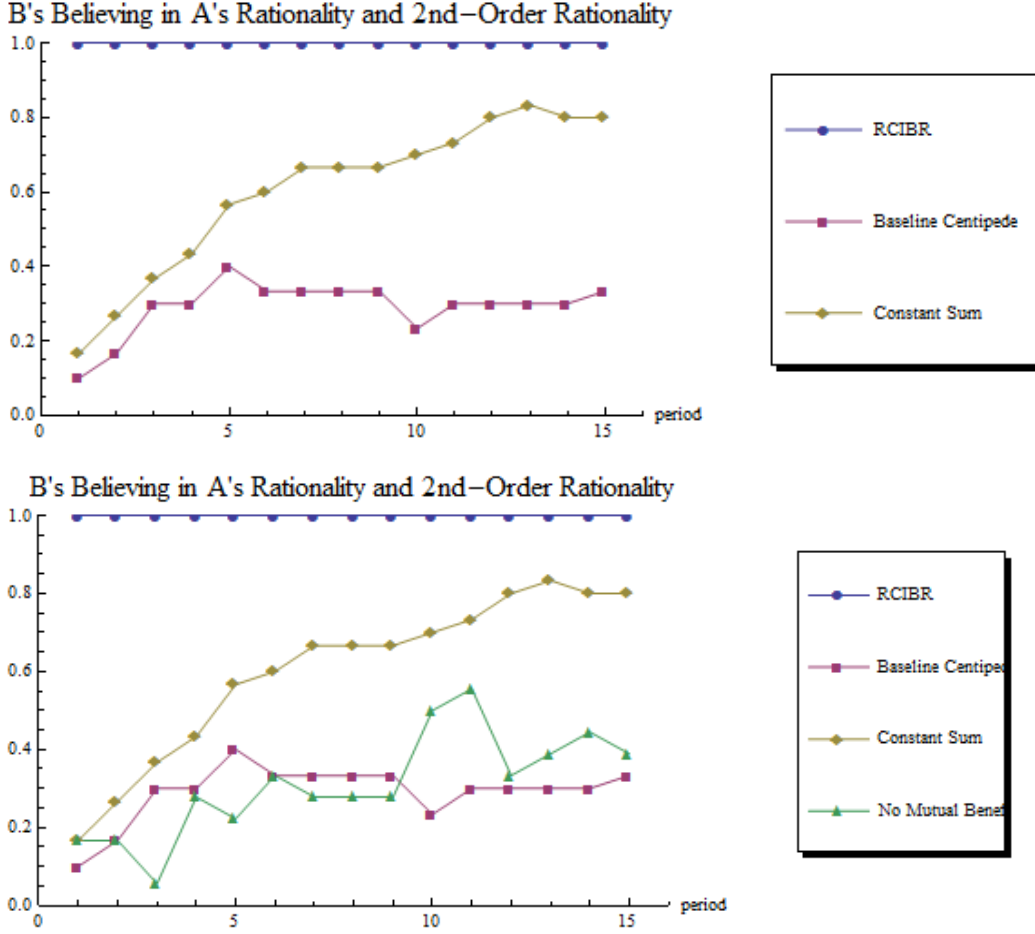 B's Believing in A's Rationality and 2nd−Order Rationality
1.0
0.8
0.6
0.4
0.2
0.0
0
5
10
15
period
RCIBR
Baseline Centipede
Constant Sum
B's Believing in A's Rationality and 2nd−Order Rationality
1.0
0.8
0.6
0.4
0.2
0.0
0
5
10
15
period
RCIBR
Baseline Centiped
Constant Sum
No Mutual Benef